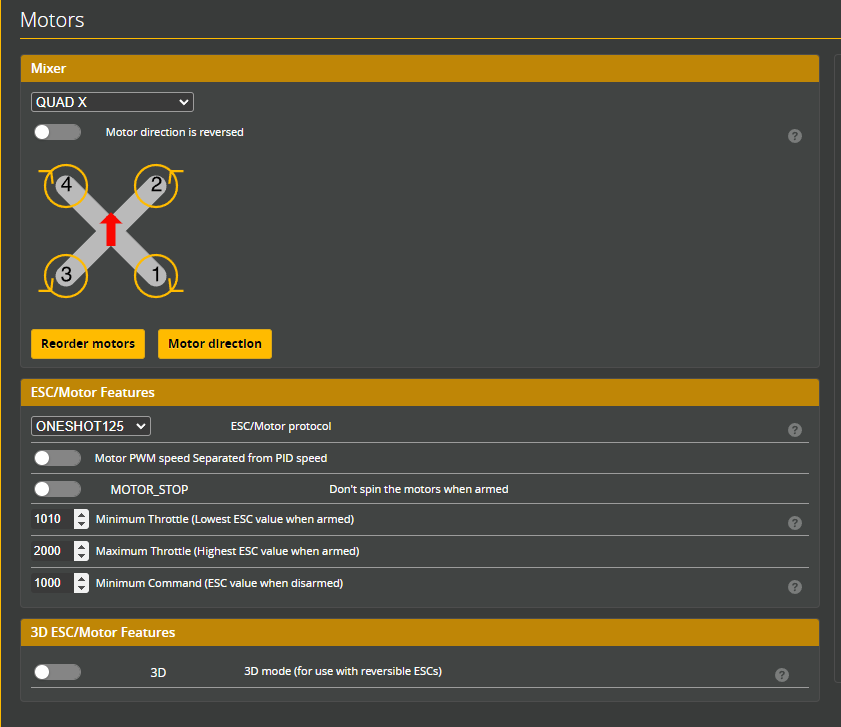 Motors
Mixer
QUAD X
Motor direction is reversed
?
4 2
3 1
Reorder motors Motor direction
ESC/Motor Features
ONESHOT125 ESC/Motor protocol ?
Motor PWM speed Separated from PID speed
MOTOR_STOP Don't spin the motors when armed
1010 Minimum Throttle (Lowest ESC value when armed) ?
2000 Maximum Throttle (Highest ESC value when armed)
1000 Minimum Command (ESC value when disarmed) ?
3D ESC/Motor Features
3D 3D mode (for use with reversible ESCs) ?